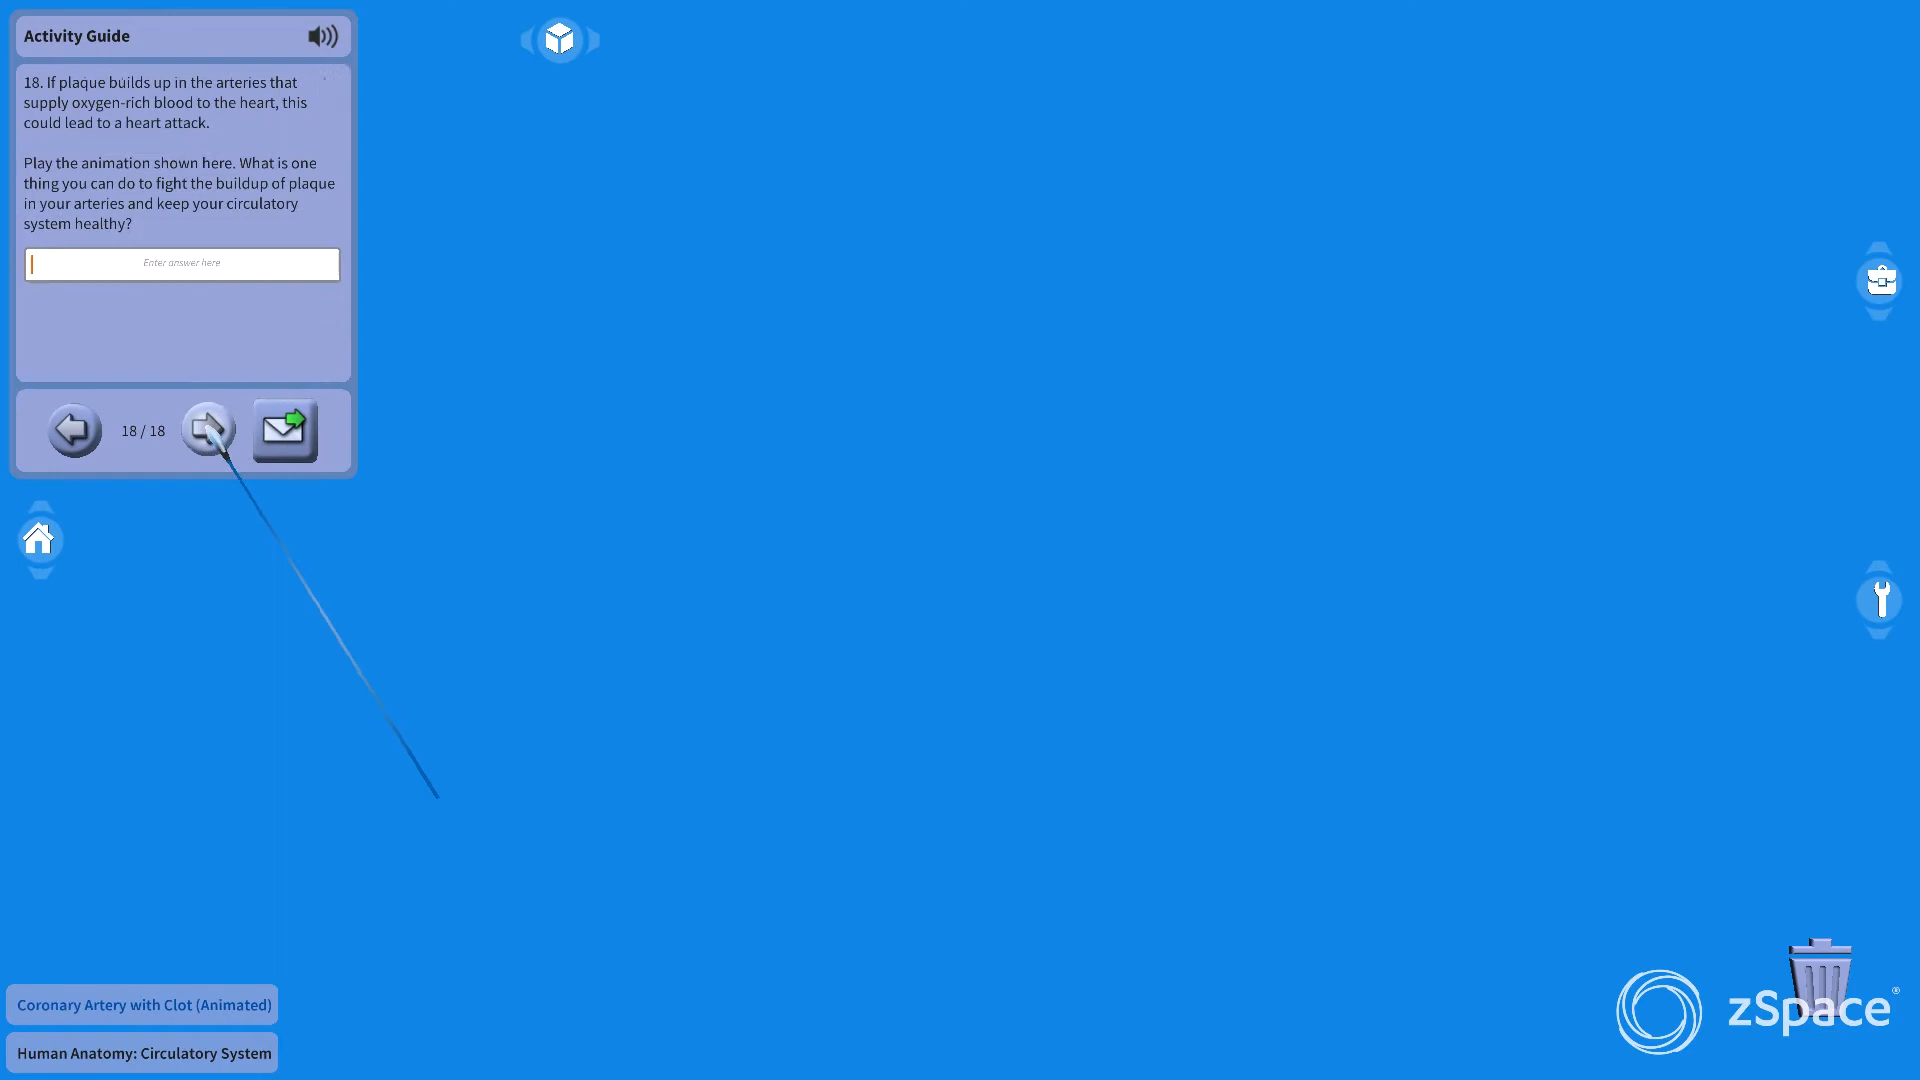 Activity Guide
18. If plaque builds up in the arteries that
supply oxygen-rich blood to the heart, this
could lead to a heart attack.
Play the animation shown here. What is one
thing you can do to fight the buildup of plaque
in your arteries and keep your circulatory
system healthy?
Enter answer here
18 / 18
Coronary Artery with Clot (Animated)
Human Anatomy: Circulatory System
zSpace®